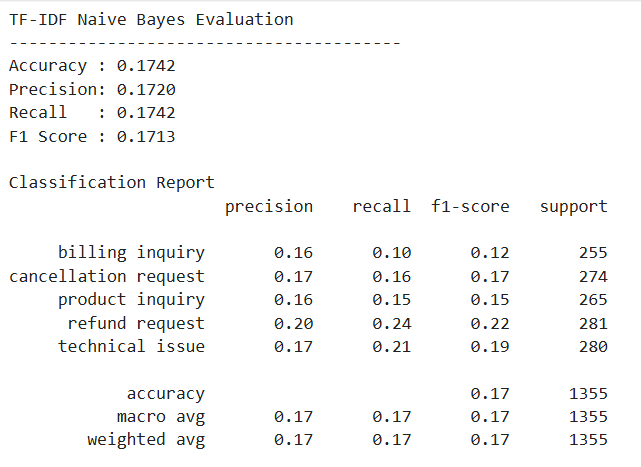 TF-IDF Naive Bayes Evaluation
----------------------------------------
Accuracy : 0.1742
Precision: 0.1720
Recall   : 0.1742
F1 Score : 0.1713
Classification Report
precision recall f1-score support
billing inquiry 0.16 0.10 0.12 255
cancellation request 0.17 0.16 0.17 274
product inquiry 0.16 0.15 0.15 265
refund request 0.20 0.24 0.22 281
technical issue 0.17 0.21 0.19 280
accuracy 0.17 1355
macro avg 0.17 0.17 0.17 1355
weighted avg 0.17 0.17 0.17 1355